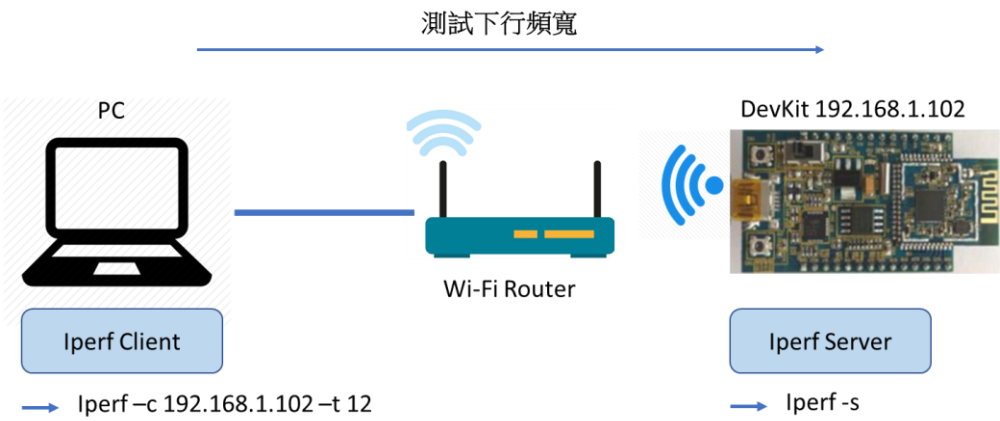 測試下行頻寬
PC
DevKit 192.168.1.102
Wi-Fi Router
Iperf Client
Iperf Server
Iperf –c 192.168.1.102 –t 12
Iperf -s